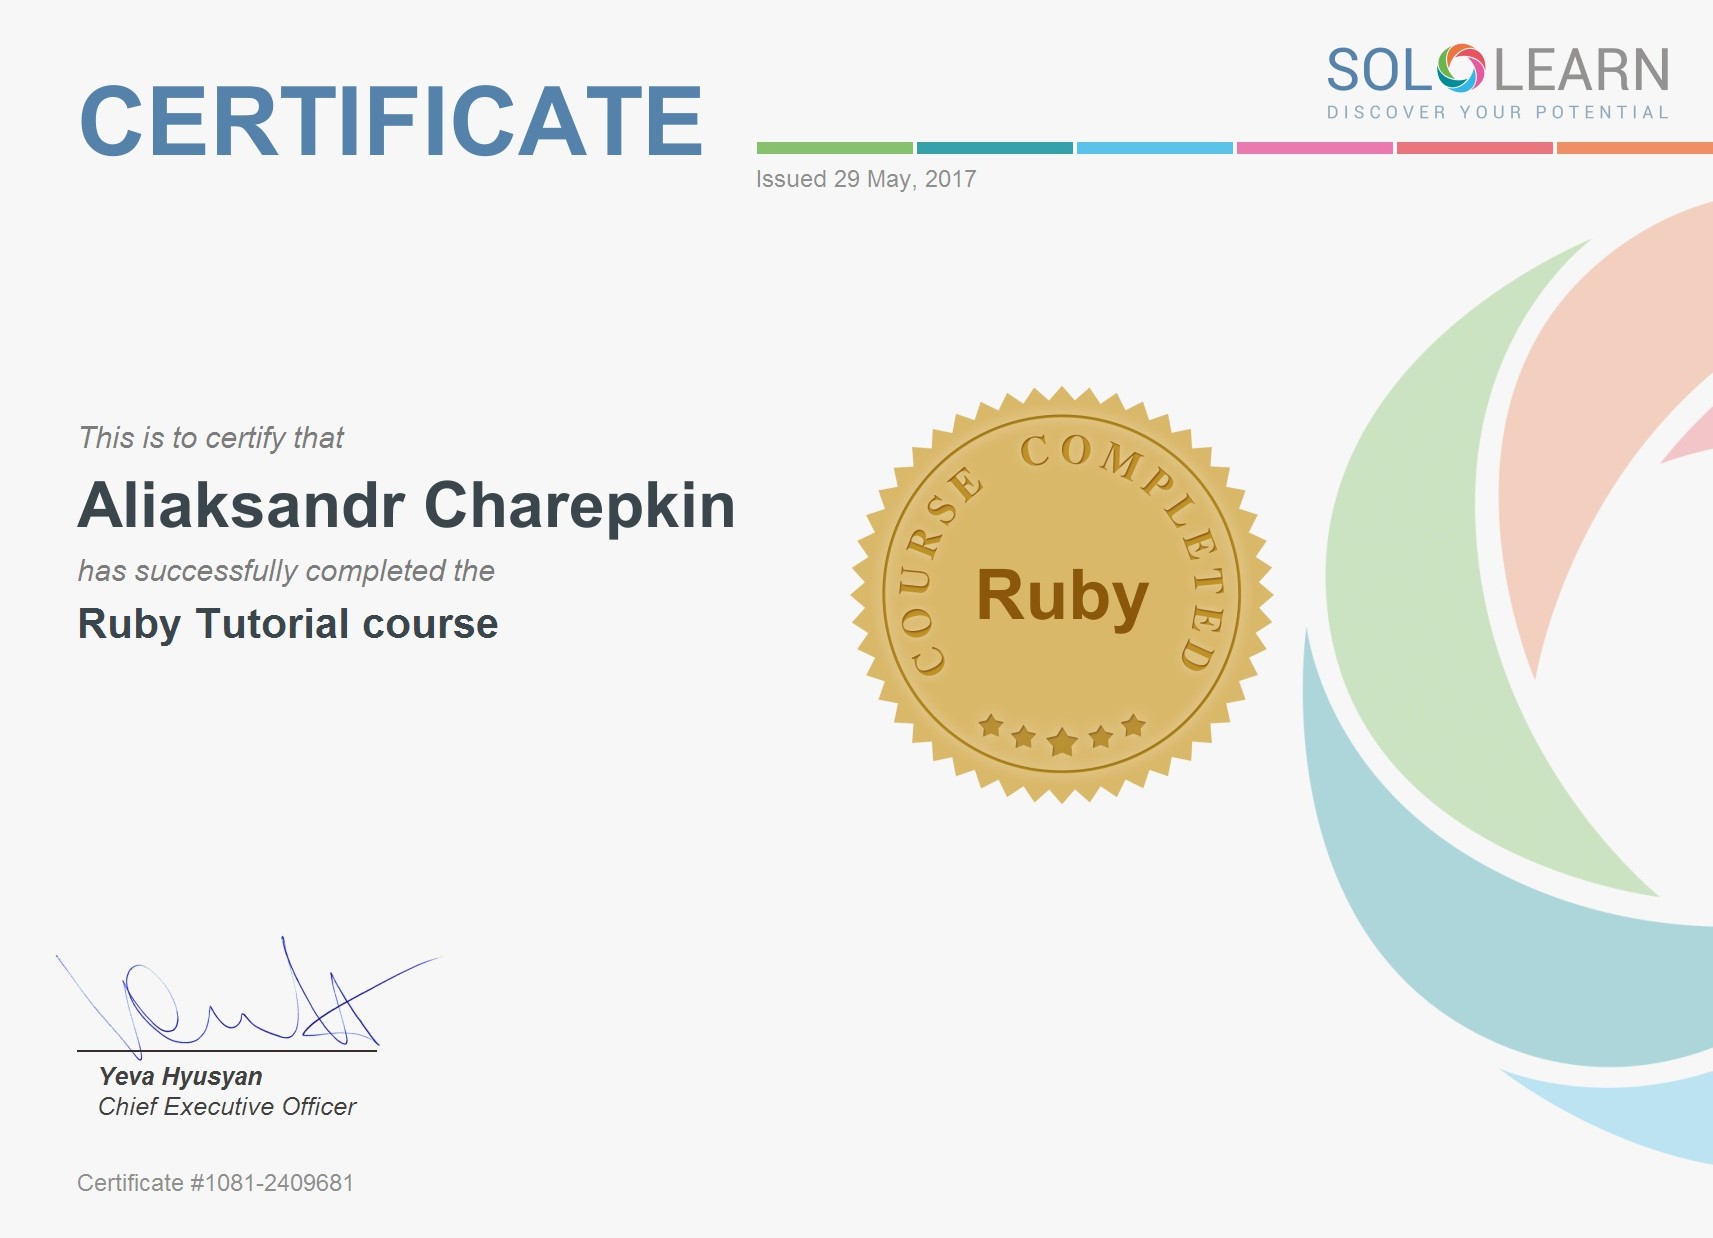 CERTIFICATE
SOLOLEARN
DISCOVER YOUR POTENTIAL
Issued 29 May, 2017
This is to certify that
Aliaksandr Charepkin
has successfully completed the
Ruby Tutorial course
COURSE COMPLETED
Ruby
Yeva Hyusyan
Chief Executive Officer
Certificate #1081-2409681